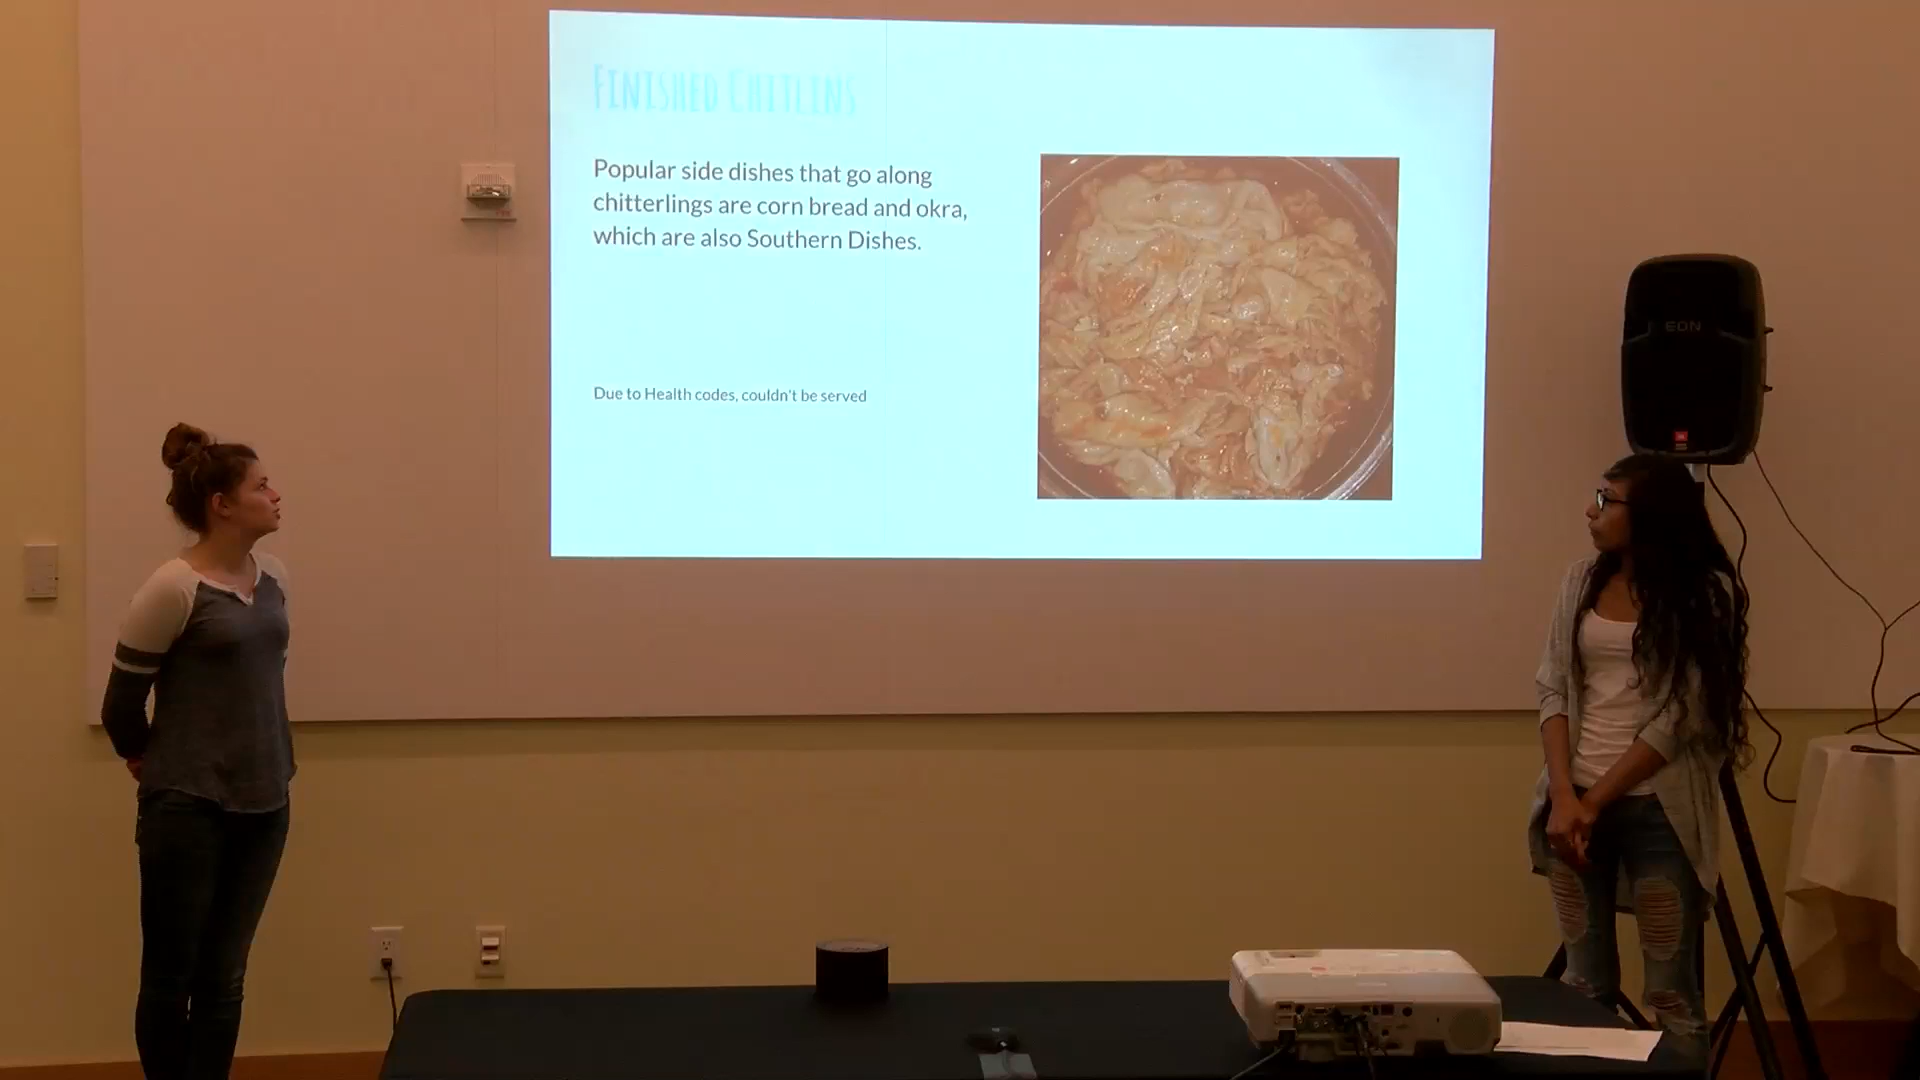 FINISHED CHITLINS
Popular side dishes that go along
chitterlings are corn bread and okra,
which are also Southern Dishes.
Due to Health codes, couldn't be served
EON